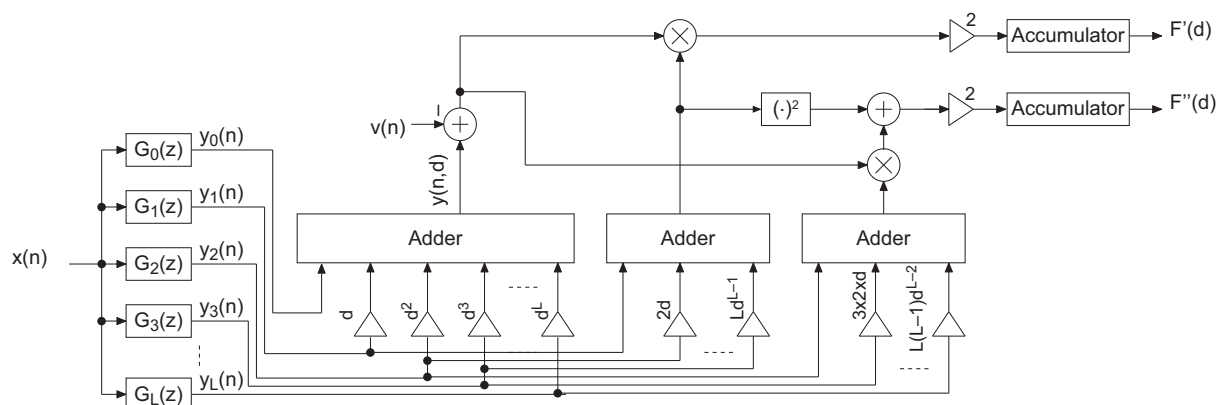 2
Accumulator
F'(d)
2
(·)²
Accumulator
F''(d)
v(n)
y(n,d)
G₀(z)
y₀(n)
G₁(z)
y₁(n)
Adder
Adder
Adder
x(n)
G₂(z)
y₂(n)
G₃(z)
y₃(n)
d
d²
d³
d^L
2d
Ld^L–1
3x2xd
L(L–1)d^L–2
G_L(z)
y_L(n)